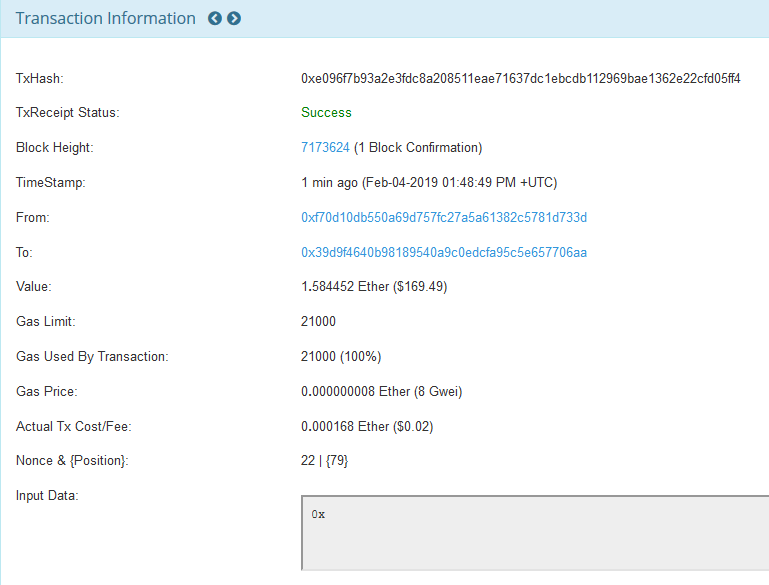 Transaction Information
TxHash: 0xe096f7b93a2e3fdc8a208511eae71637dc1ebcdb112969bae1362e22cfd05ff4
TxReceipt Status: Success
Block Height: 7173624 (1 Block Confirmation)
TimeStamp: 1 min ago (Feb-04-2019 01:48:49 PM +UTC)
From: 0xf70d10db550a69d757fc27a5a61382c5781d733d
To: 0x39d9f4640b98189540a9c0edcfa95c5e657706aa
Value: 1.584452 Ether ($169.49)
Gas Limit: 21000
Gas Used By Transaction: 21000 (100%)
Gas Price: 0.000000008 Ether (8 Gwei)
Actual Tx Cost/Fee: 0.000168 Ether ($0.02)
Nonce & {Position}: 22 | {79}
Input Data:
0x